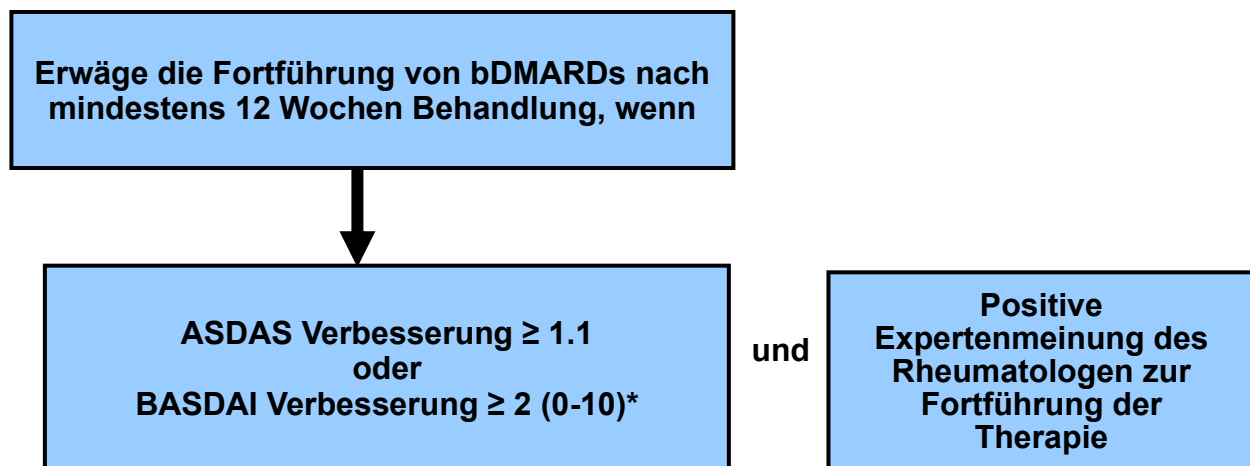 Erwäge die Fortführung von bDMARDs nach
mindestens 12 Wochen Behandlung, wenn
ASDAS Verbesserung ≥ 1.1
oder
BASDAI Verbesserung ≥ 2 (0-10)*
und
Positive
Expertenmeinung des
Rheumatologen zur
Fortführung der
Therapie